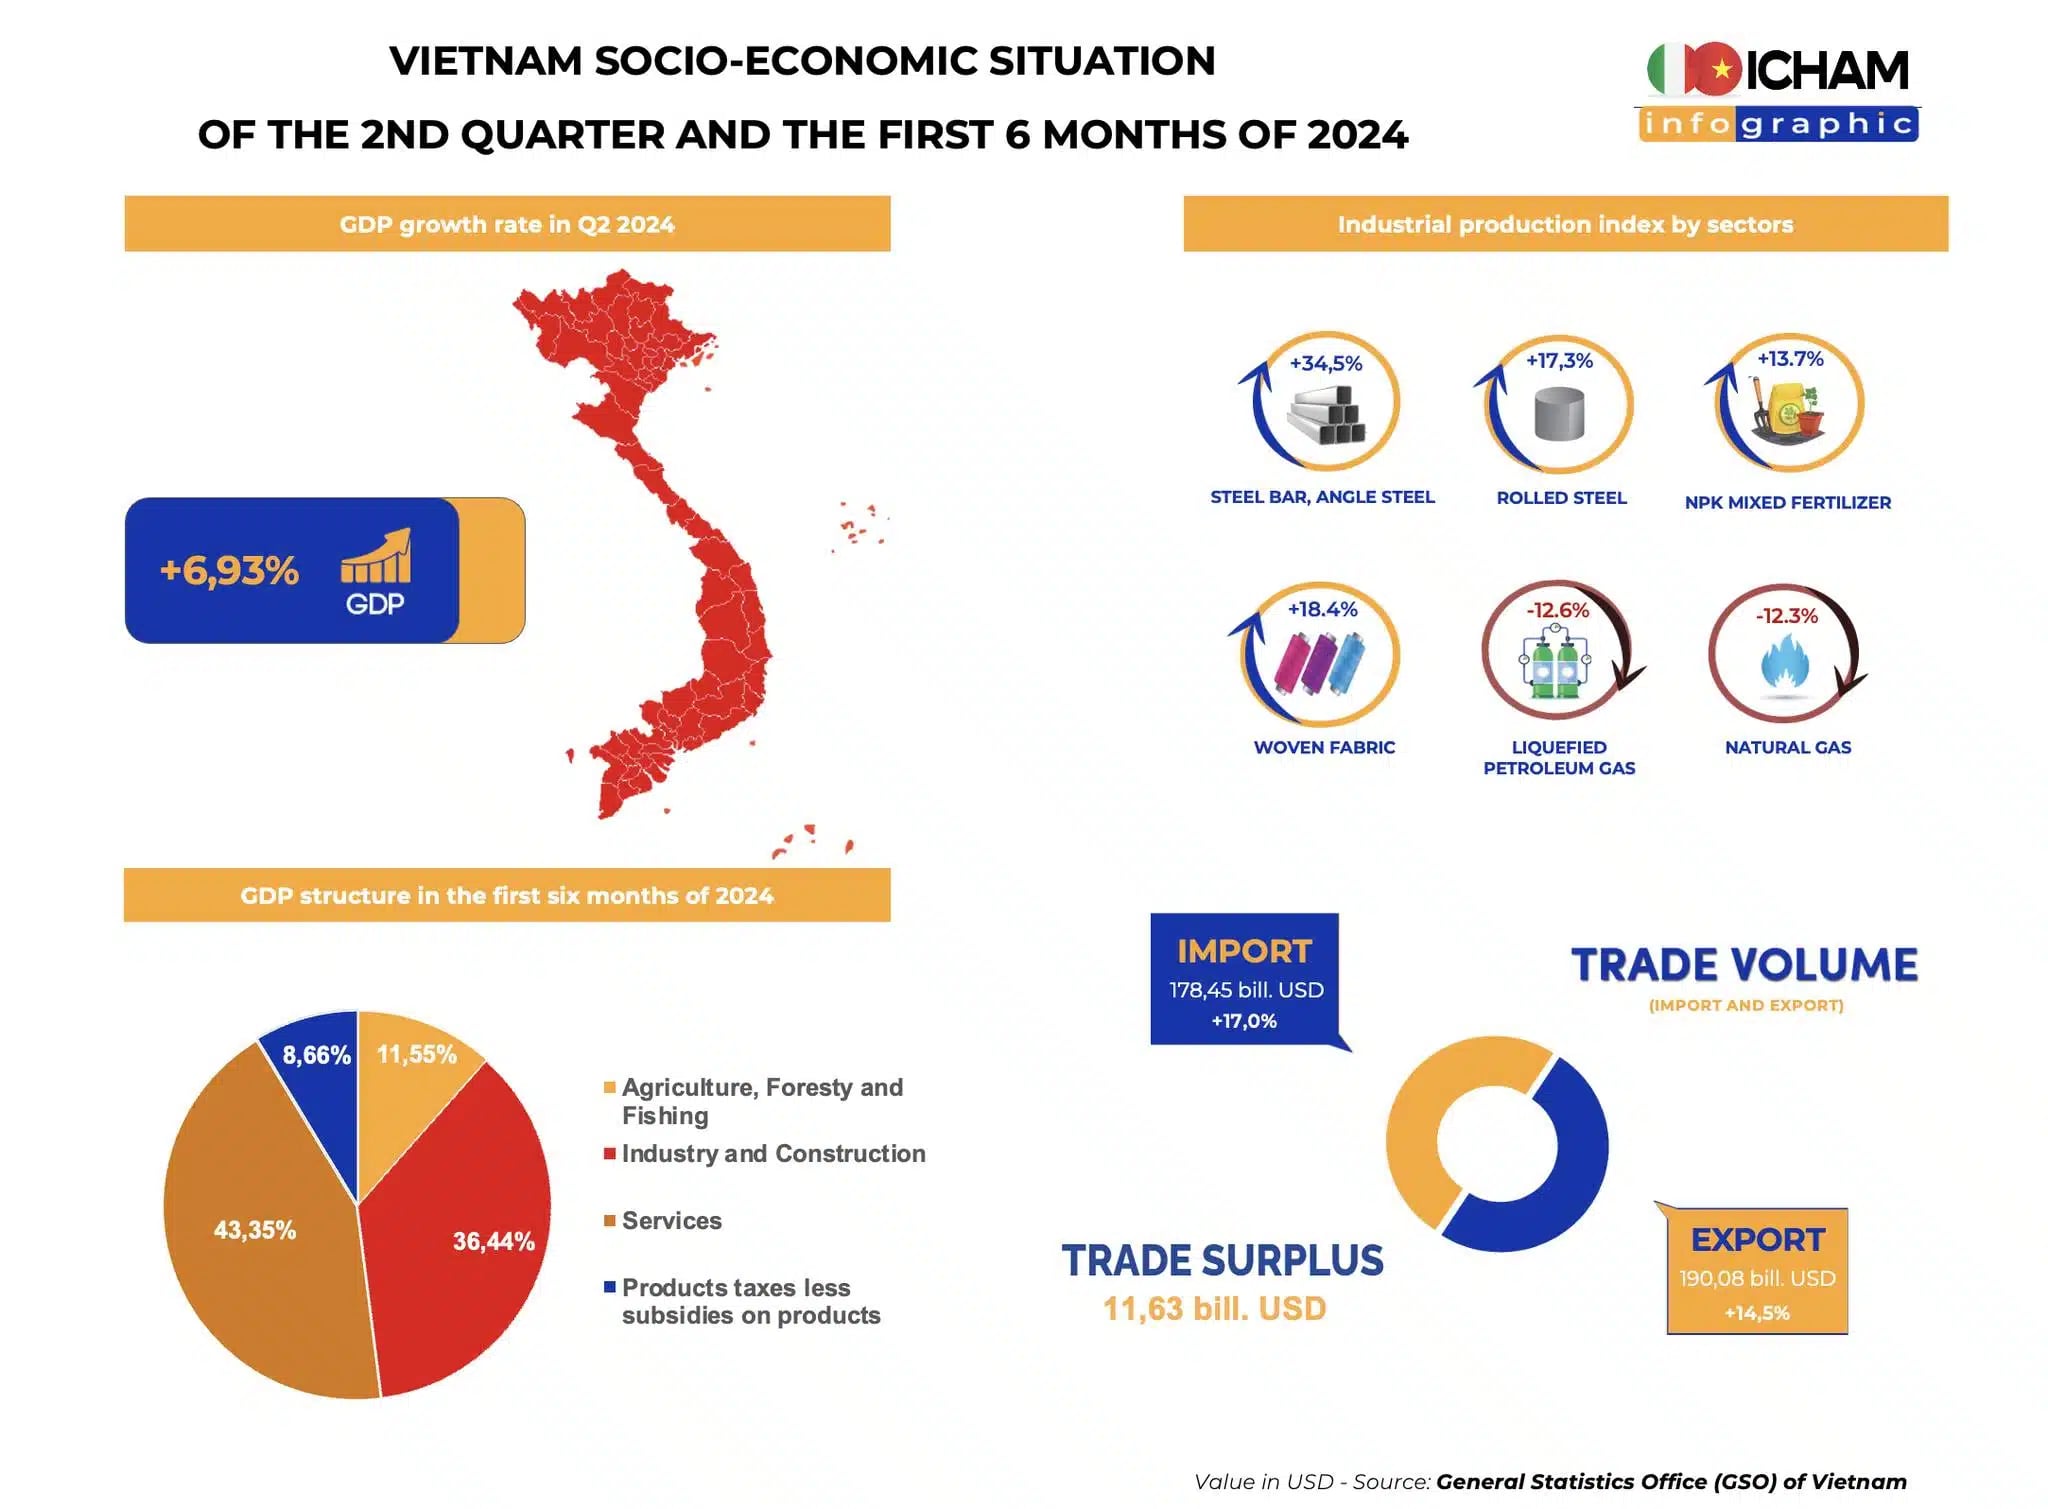 VIETNAM SOCIO-ECONOMIC SITUATION
OF THE 2ND QUARTER AND THE FIRST 6 MONTHS OF 2024
ICHAM
infographic
GDP growth rate in Q2 2024
+6,93%
GDP
Industrial production index by sectors
+34,5%
STEEL BAR, ANGLE STEEL
+17,3%
ROLLED STEEL
+13.7%
NPK MIXED FERTILIZER
+18.4%
WOVEN FABRIC
-12.6%
LIQUEFIED
PETROLEUM GAS
-12.3%
NATURAL GAS
GDP structure in the first six months of 2024
8,66%
11,55%
43,35%
36,44%
Agriculture, Foresty and
Fishing
Industry and Construction
Services
Products taxes less
subsidies on products
IMPORT
178,45 bill. USD
+17,0%
TRADE VOLUME
(IMPORT AND EXPORT)
TRADE SURPLUS
11,63 bill. USD
EXPORT
190,08 bill. USD
+14,5%
Value in USD - Source: General Statistics Office (GSO) of Vietnam